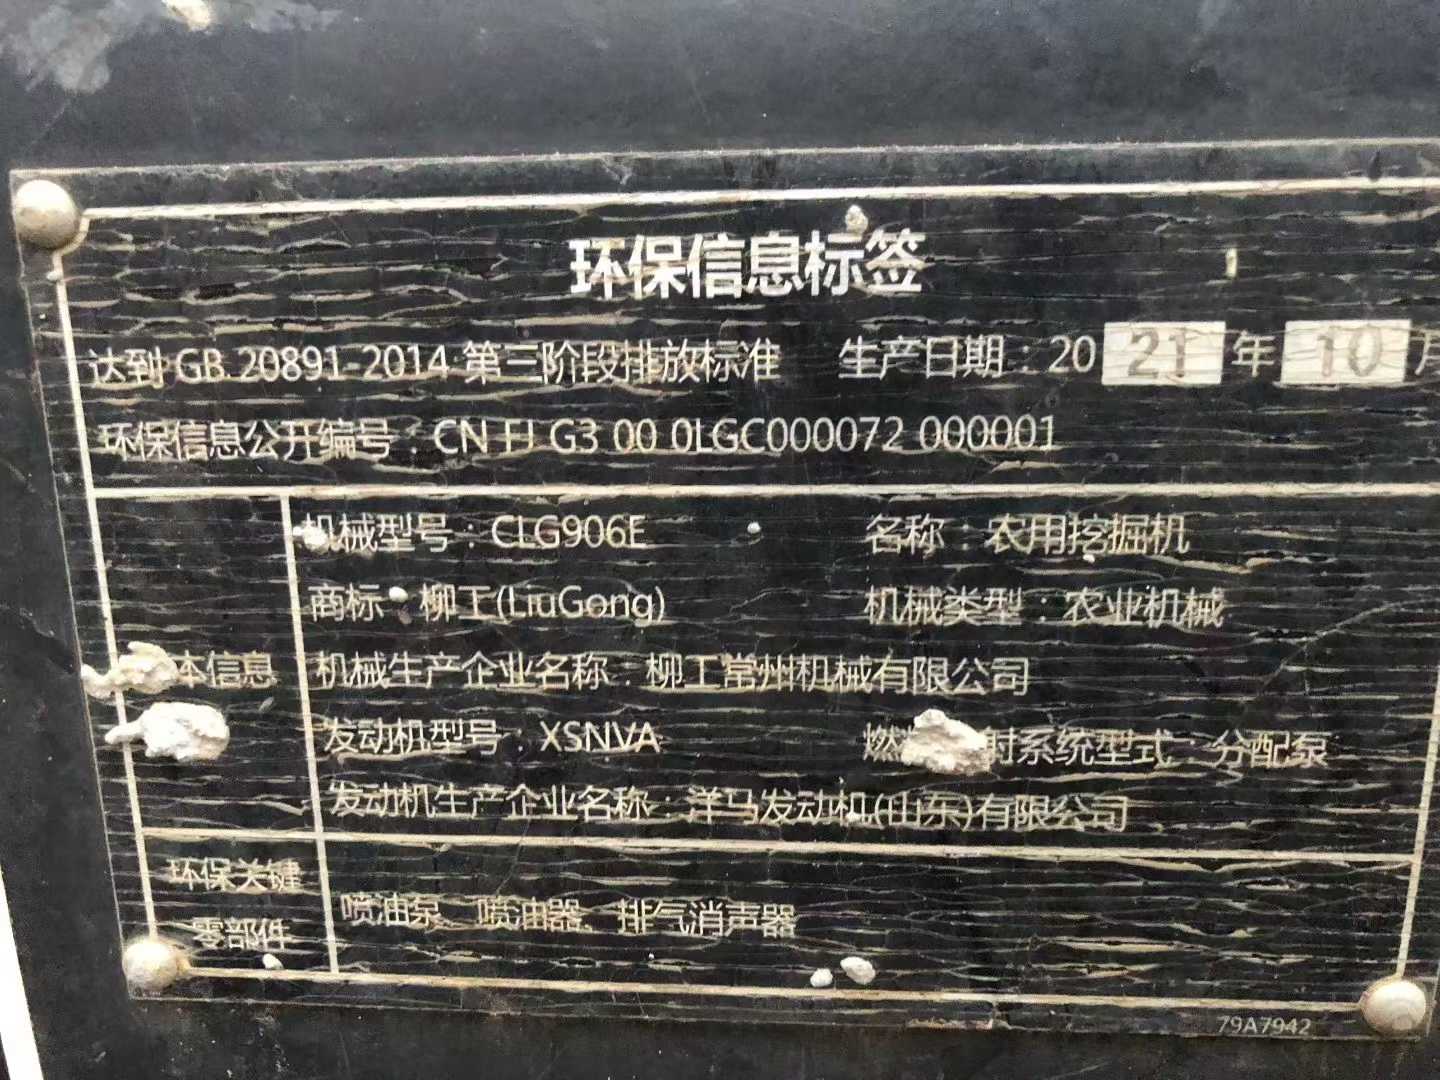 环保信息标签
达到 GB 20891-2014 第三阶段排放标准 生产日期：20 21 年 10 月
环保信息公开编号：CN FJ G3 00 0LGC000072 000001
机械型号：CLG906E 名称：农用挖掘机
商标：柳工(LiuGong) 机械类型：农业机械
本信息 机械生产企业名称：柳工常州机械有限公司
发动机型号：XSNVA 燃 射系统型式：分配泵
发动机生产企业名称：洋马发动机(山东)有限公司
环保关键
零部件
喷油泵、喷油器、排气消声器
79A7942